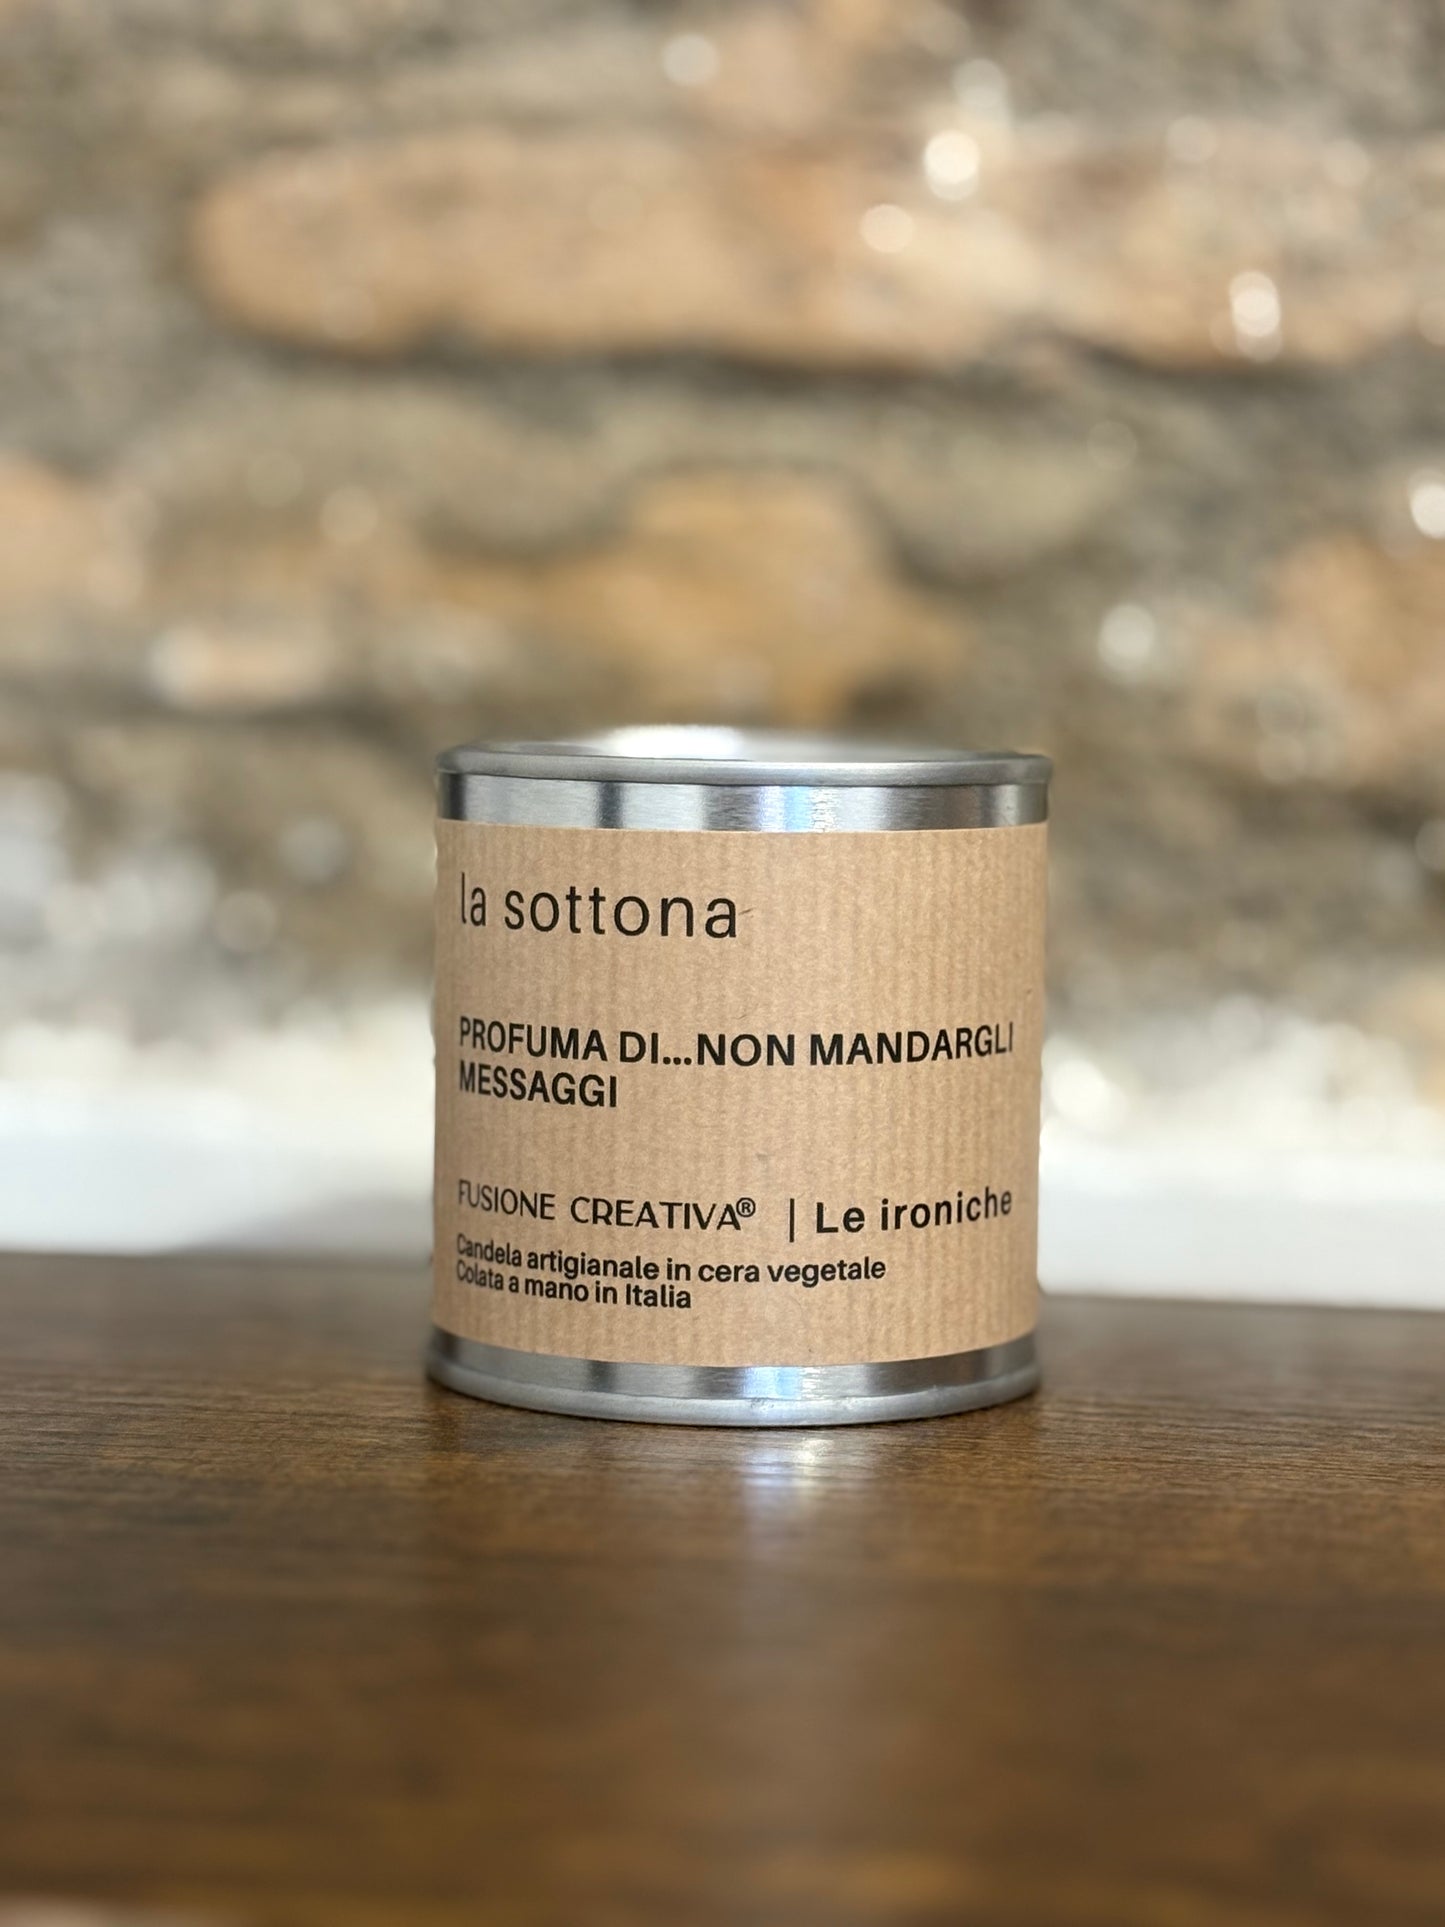 la sottona
PROFUMA DI...NON MANDARGLI
MESSAGGI
FUSIONE CREATIVA® | Le ironiche
Candela artigianale in cera vegetale
Colata a mano in Italia